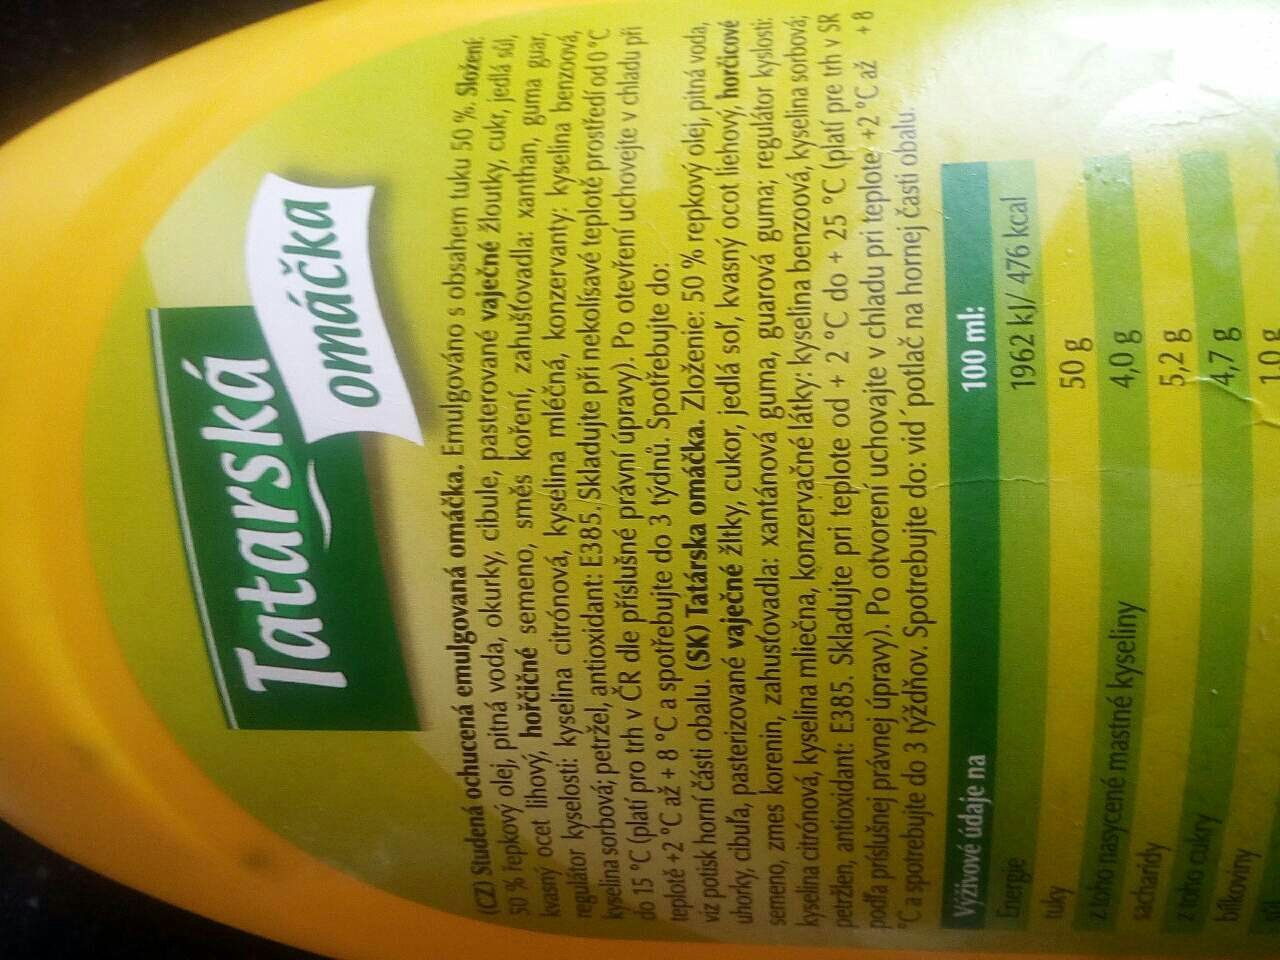 Tatarská
omáčka
(CZ) Studená ochucená emulgovaná omáčka. Emulgováno s obsahem tuku 50 %. Složení:
50 % řepkový olej, pitná voda, okurky, cibule, pasterované vaječné žloutky, cukr, jedlá sůl,
kvasný ocet lihový, hořčičné semeno, směs koření, zahušťovadla: xanthan, guma guar,
regulátor kyselosti: kyselina citrónová, kyselina mléčná, konzervanty: kyselina benzoová,
kyselina sorbová; petržel, antioxidant: E385. Skladujte při nekolísavé teplotě prostředí od 0 °C
do 15 °C (platí pro trh v ČR dle příslušné právní úpravy). Po otevření uchovejte v chladu při
teplotě +2 °C až + 8 °C a spotřebujte do 3 týdnů. Spotřebujte do:
viz potisk horní části obalu. (SK) Tatárska omáčka. Zloženie: 50 % repkový olej, pitná voda,
uhorky, cibuľa, pasterizované vaječné žĺtky, cukor, jedlá soľ, kvasný ocot liehový, horčicové
semeno, zmes korenín, zahusťovadla: xantánová guma, guarová guma; regulátor kyslosti:
kyselina citrónová, kyselina mliečna, konzervačné látky: kyselina benzoová, kyselina sorbová;
petržlen, antioxidant: E385. Skladujte pri teplote od + 2 °C do + 25 °C (platí pre trh v SR
podľa príslušnej právnej úpravy). Po otvorení uchovajte v chladu pri teplote +2 °C až + 8
°C a spotrebujte do 3 týždňov. Spotrebujte do: viď potlač na hornej časti obalu.
Výživové údaje na 100 ml:
Energie 1962 kJ/ 476 kcal
tuky 50 g
z toho nasycené mastné kyseliny 4,0 g
sacharidy 5,2 g
z toho cukry 4,7 g
bílkoviny 1,0 g